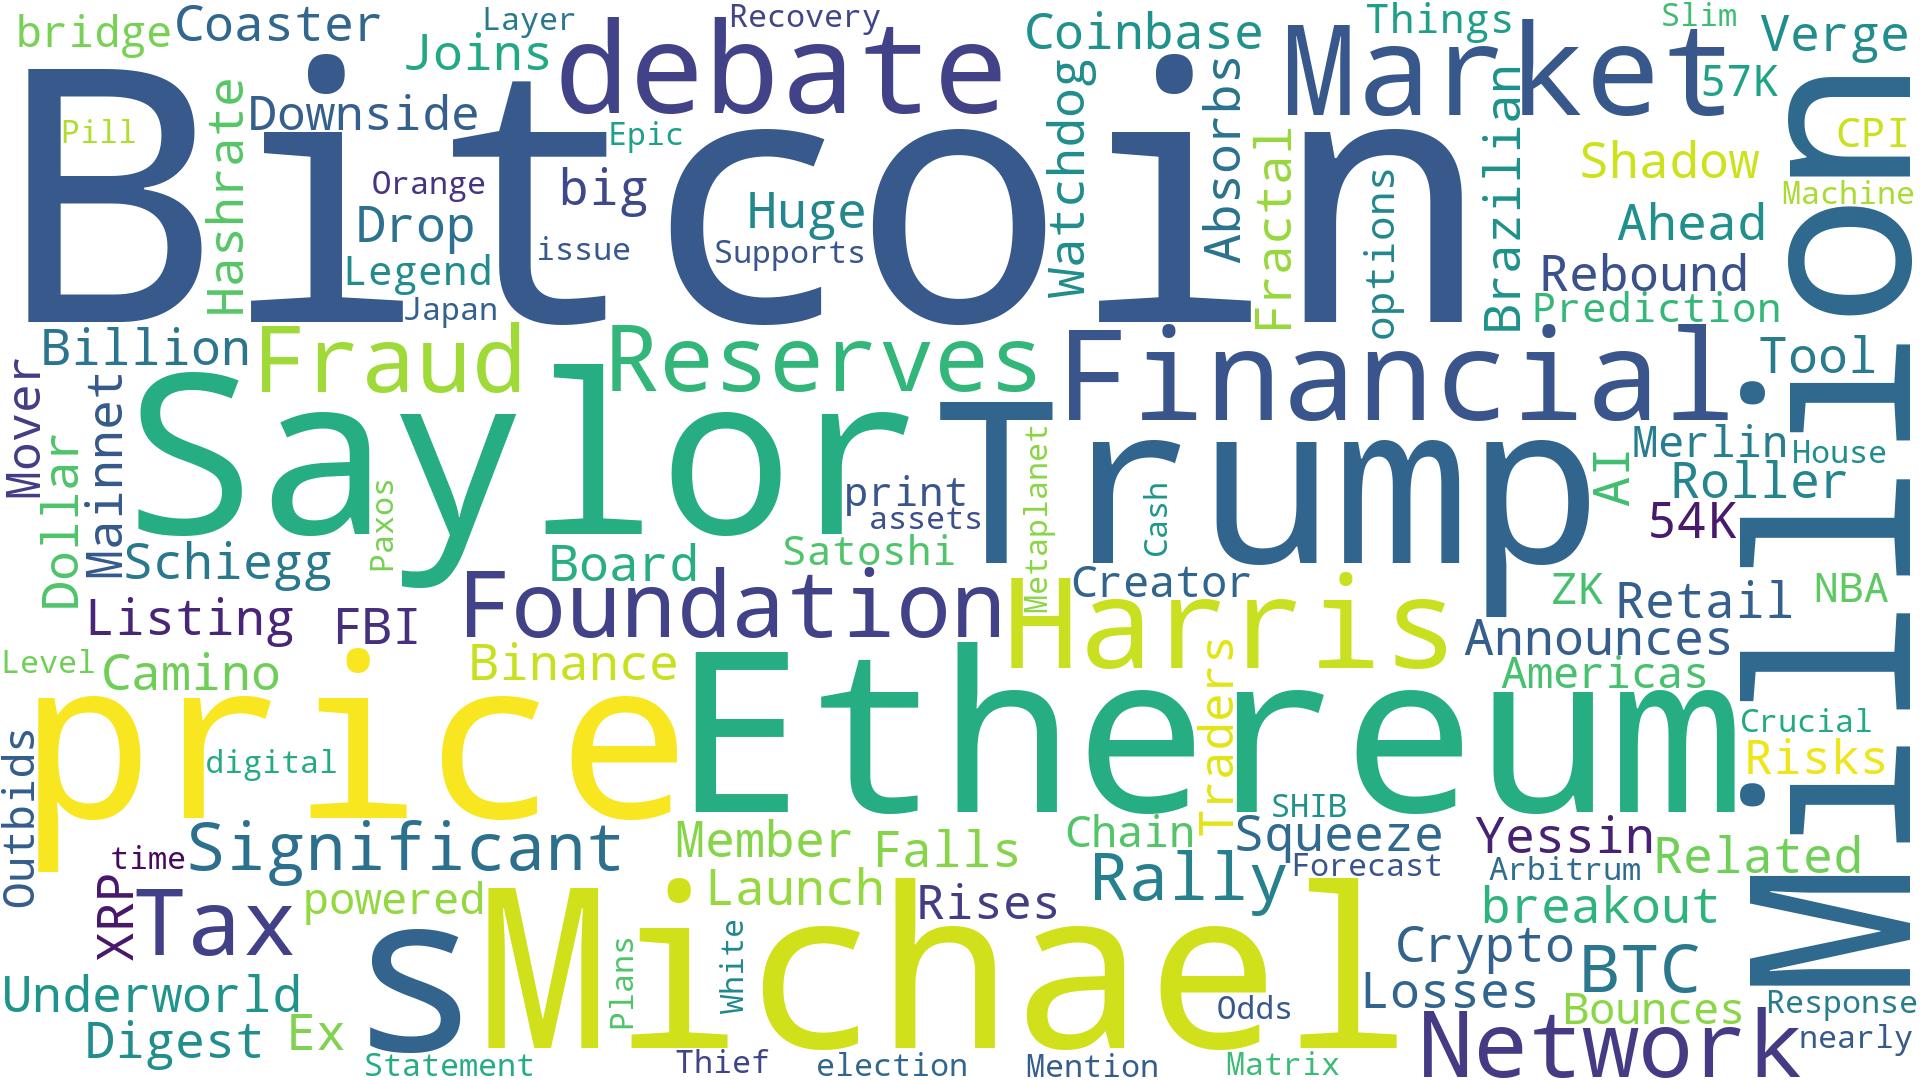 bridge
Coaster
Layer
Joins
debate
Recovery
Coinbase
Market
Things
Slim
Verge
57K
Bitcoin
Pill
Hashrate
Downside
Epic
Orange
big
Drop
issue
Legend
Japan
Huge
Supports
Watchdog
Absorbs
Fractal
options
Brazilian
Shadow
CPI
Machine
Ahead
Rebound
Prediction
Million
Billion
Fraud
Reserves
Financial
Tool
Mover
Mainnet
Dollar
Saylor
Trump
Paxos
print
assets
Metaplanet
Cash
AI
Merlin
House
Roller
54K
Schiegg
Board
Satoshi
Creator
ZK
Retail
NBA
Listing
FBI
Foundation
Harris
Announces
Level
Camino
Binance
Traders
Americas
price
Ethereum
Crucial
Risks
Outbids
digital
SHIB
time
Significant
Member
Falls
Chain
Squeeze
Yessin
Related
Forecast
Arbitrum
XRP
Tax
powered
Launch
Rises
Rally
breakout
s
Michael
Plans
White
Crypto
BTC
Underworld
Losses
Bounces
Response
Odds
Digest
Ex
Network
nearly
Statement
Thief
election
Mention
Matrix